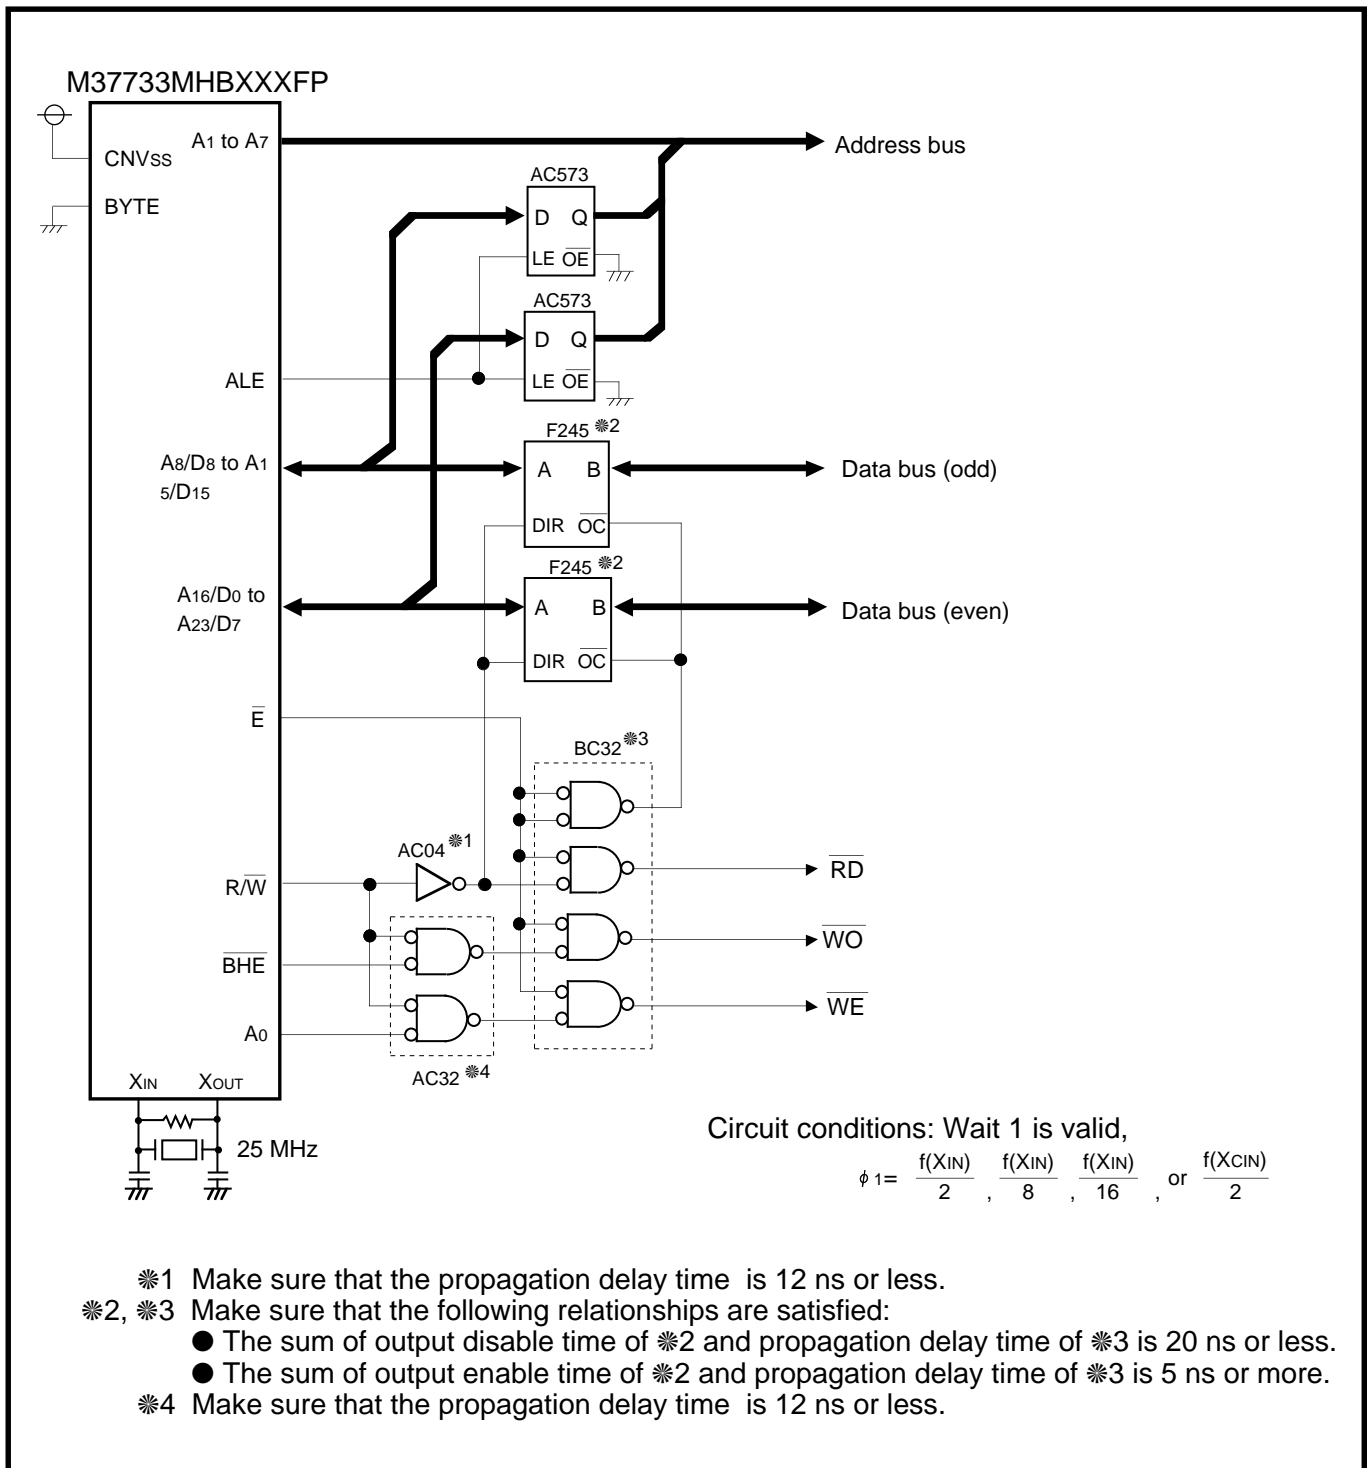 M37733MHBXXXFP
CNVSS
BYTE
A1 to A7
Address bus
AC573
D Q
LE OE
AC573
D Q
LE OE
ALE
F245 ※2
A8/D8 to A1
5/D15
A B
Data bus (odd)
DIR OC
F245 ※2
A16/D0 to
A23/D7
A B
Data bus (even)
DIR OC
E
BC32 ※3
AC04 ※1
R/W
RD
WO
BHE
WE
A0
AC32 ※4
XIN XOUT
25 MHz
Circuit conditions: Wait 1 is valid,
ϕ 1= f(XIN)/2 , f(XIN)/8 , f(XIN)/16 , or f(XCIN)/2
※1 Make sure that the propagation delay time is 12 ns or less.
※2, ※3 Make sure that the following relationships are satisfied:
● The sum of output disable time of ※2 and propagation delay time of ※3 is 20 ns or less.
● The sum of output enable time of ※2 and propagation delay time of ※3 is 5 ns or more.
※4 Make sure that the propagation delay time is 12 ns or less.